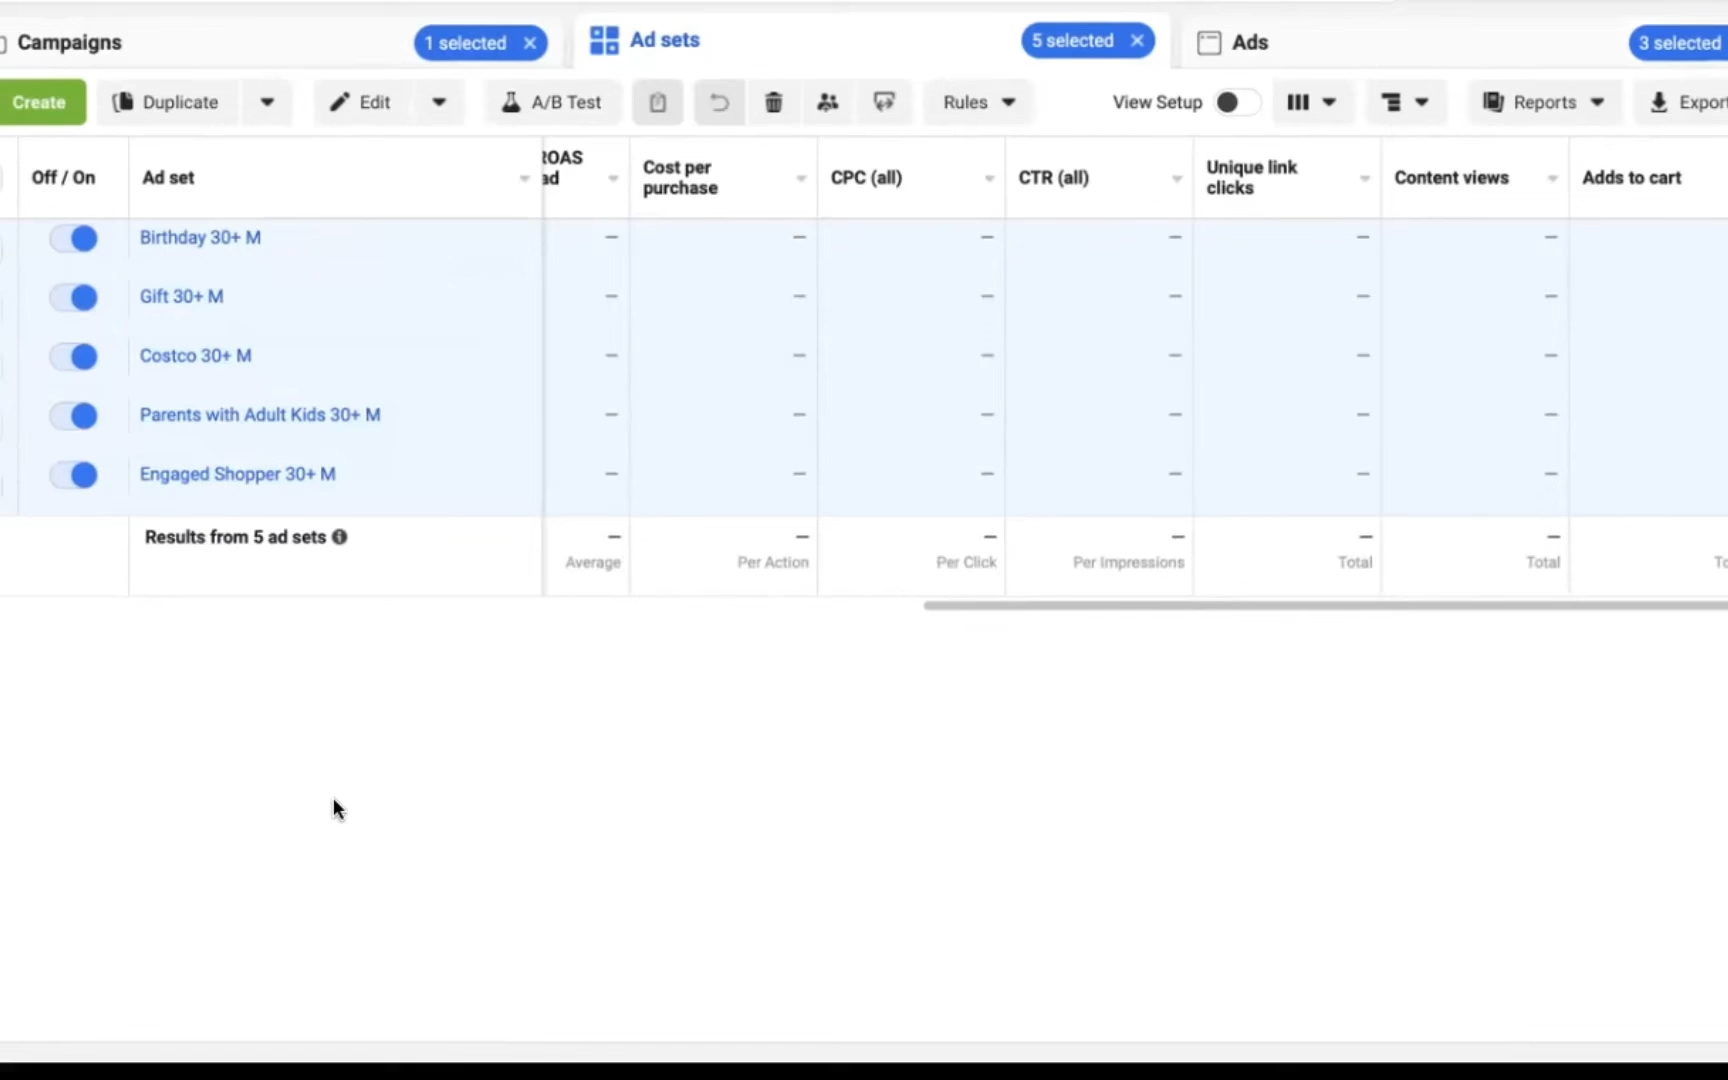 Campaigns
1 selected ×
Ad sets
5 selected ×
Ads
3 selected
Create
Duplicate
Edit
A/B Test
Rules
View Setup
Reports
Export
Off / On
Ad set
ROAS
ad
Cost per
purchase
CPC (all)
CTR (all)
Unique link
clicks
Content views
Adds to cart
Birthday 30+ M
– – – – – –
Gift 30+ M
– – – – – –
Costco 30+ M
– – – – – –
Parents with Adult Kids 30+ M
– – – – – –
Engaged Shopper 30+ M
– – – – – –
Results from 5 ad sets
– – – – – –
Average
Per Action
Per Click
Per Impressions
Total
Total